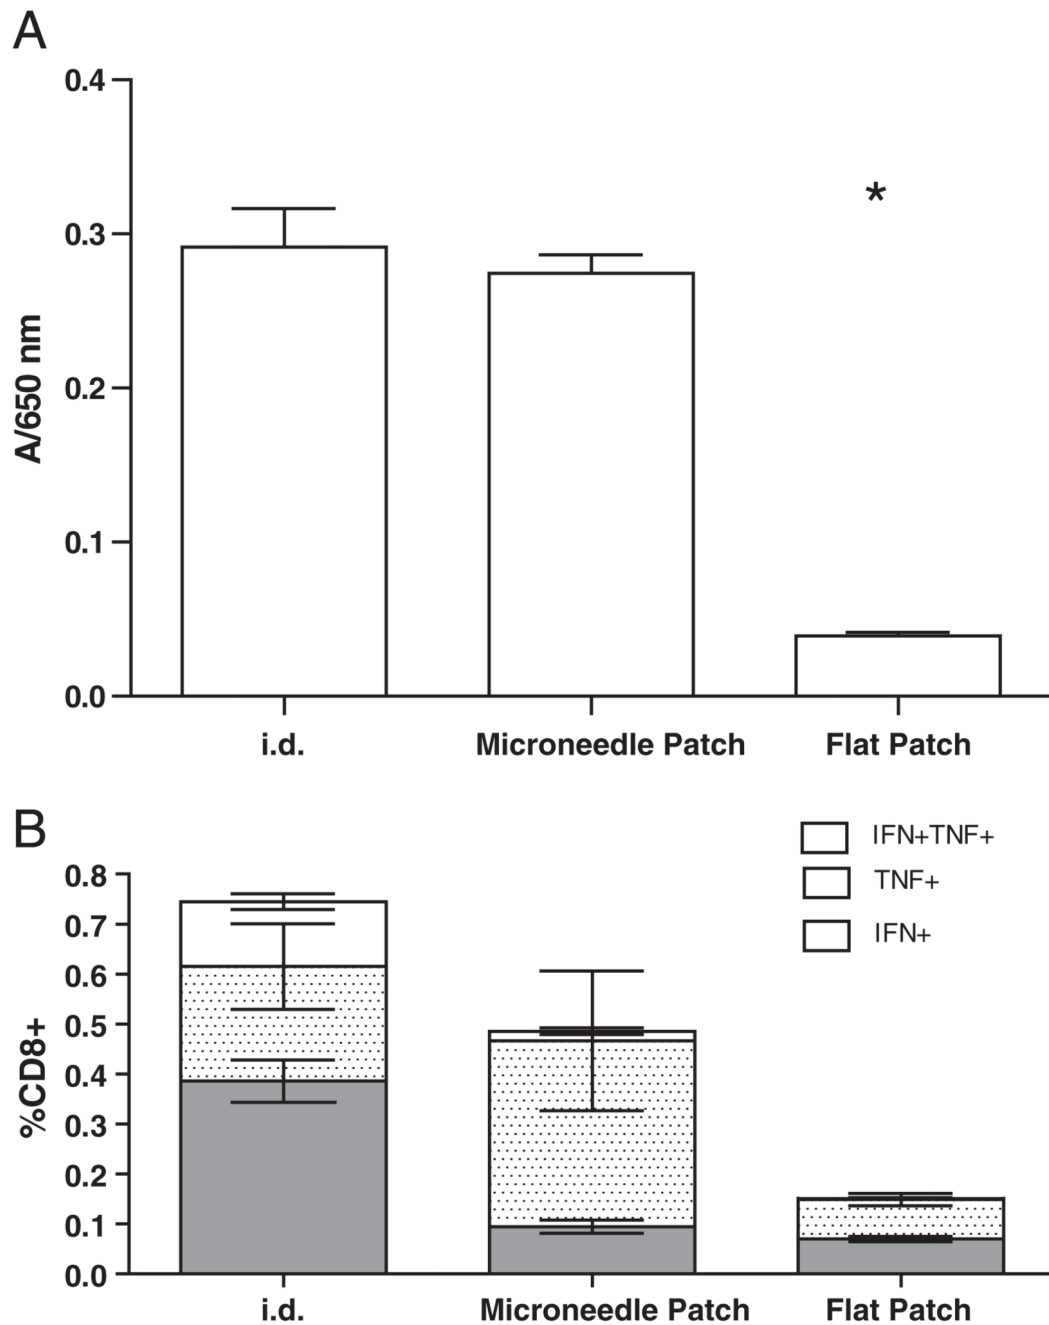 A
0.4
0.3
0.2
0.1
0.0
A/650 nm
*
i.d.
Microneedle Patch
Flat Patch
B
IFN+TNF+
TNF+
IFN+
0.8
0.7
0.6
0.5
0.4
0.3
0.2
0.1
0.0
%CD8+
i.d.
Microneedle Patch
Flat Patch